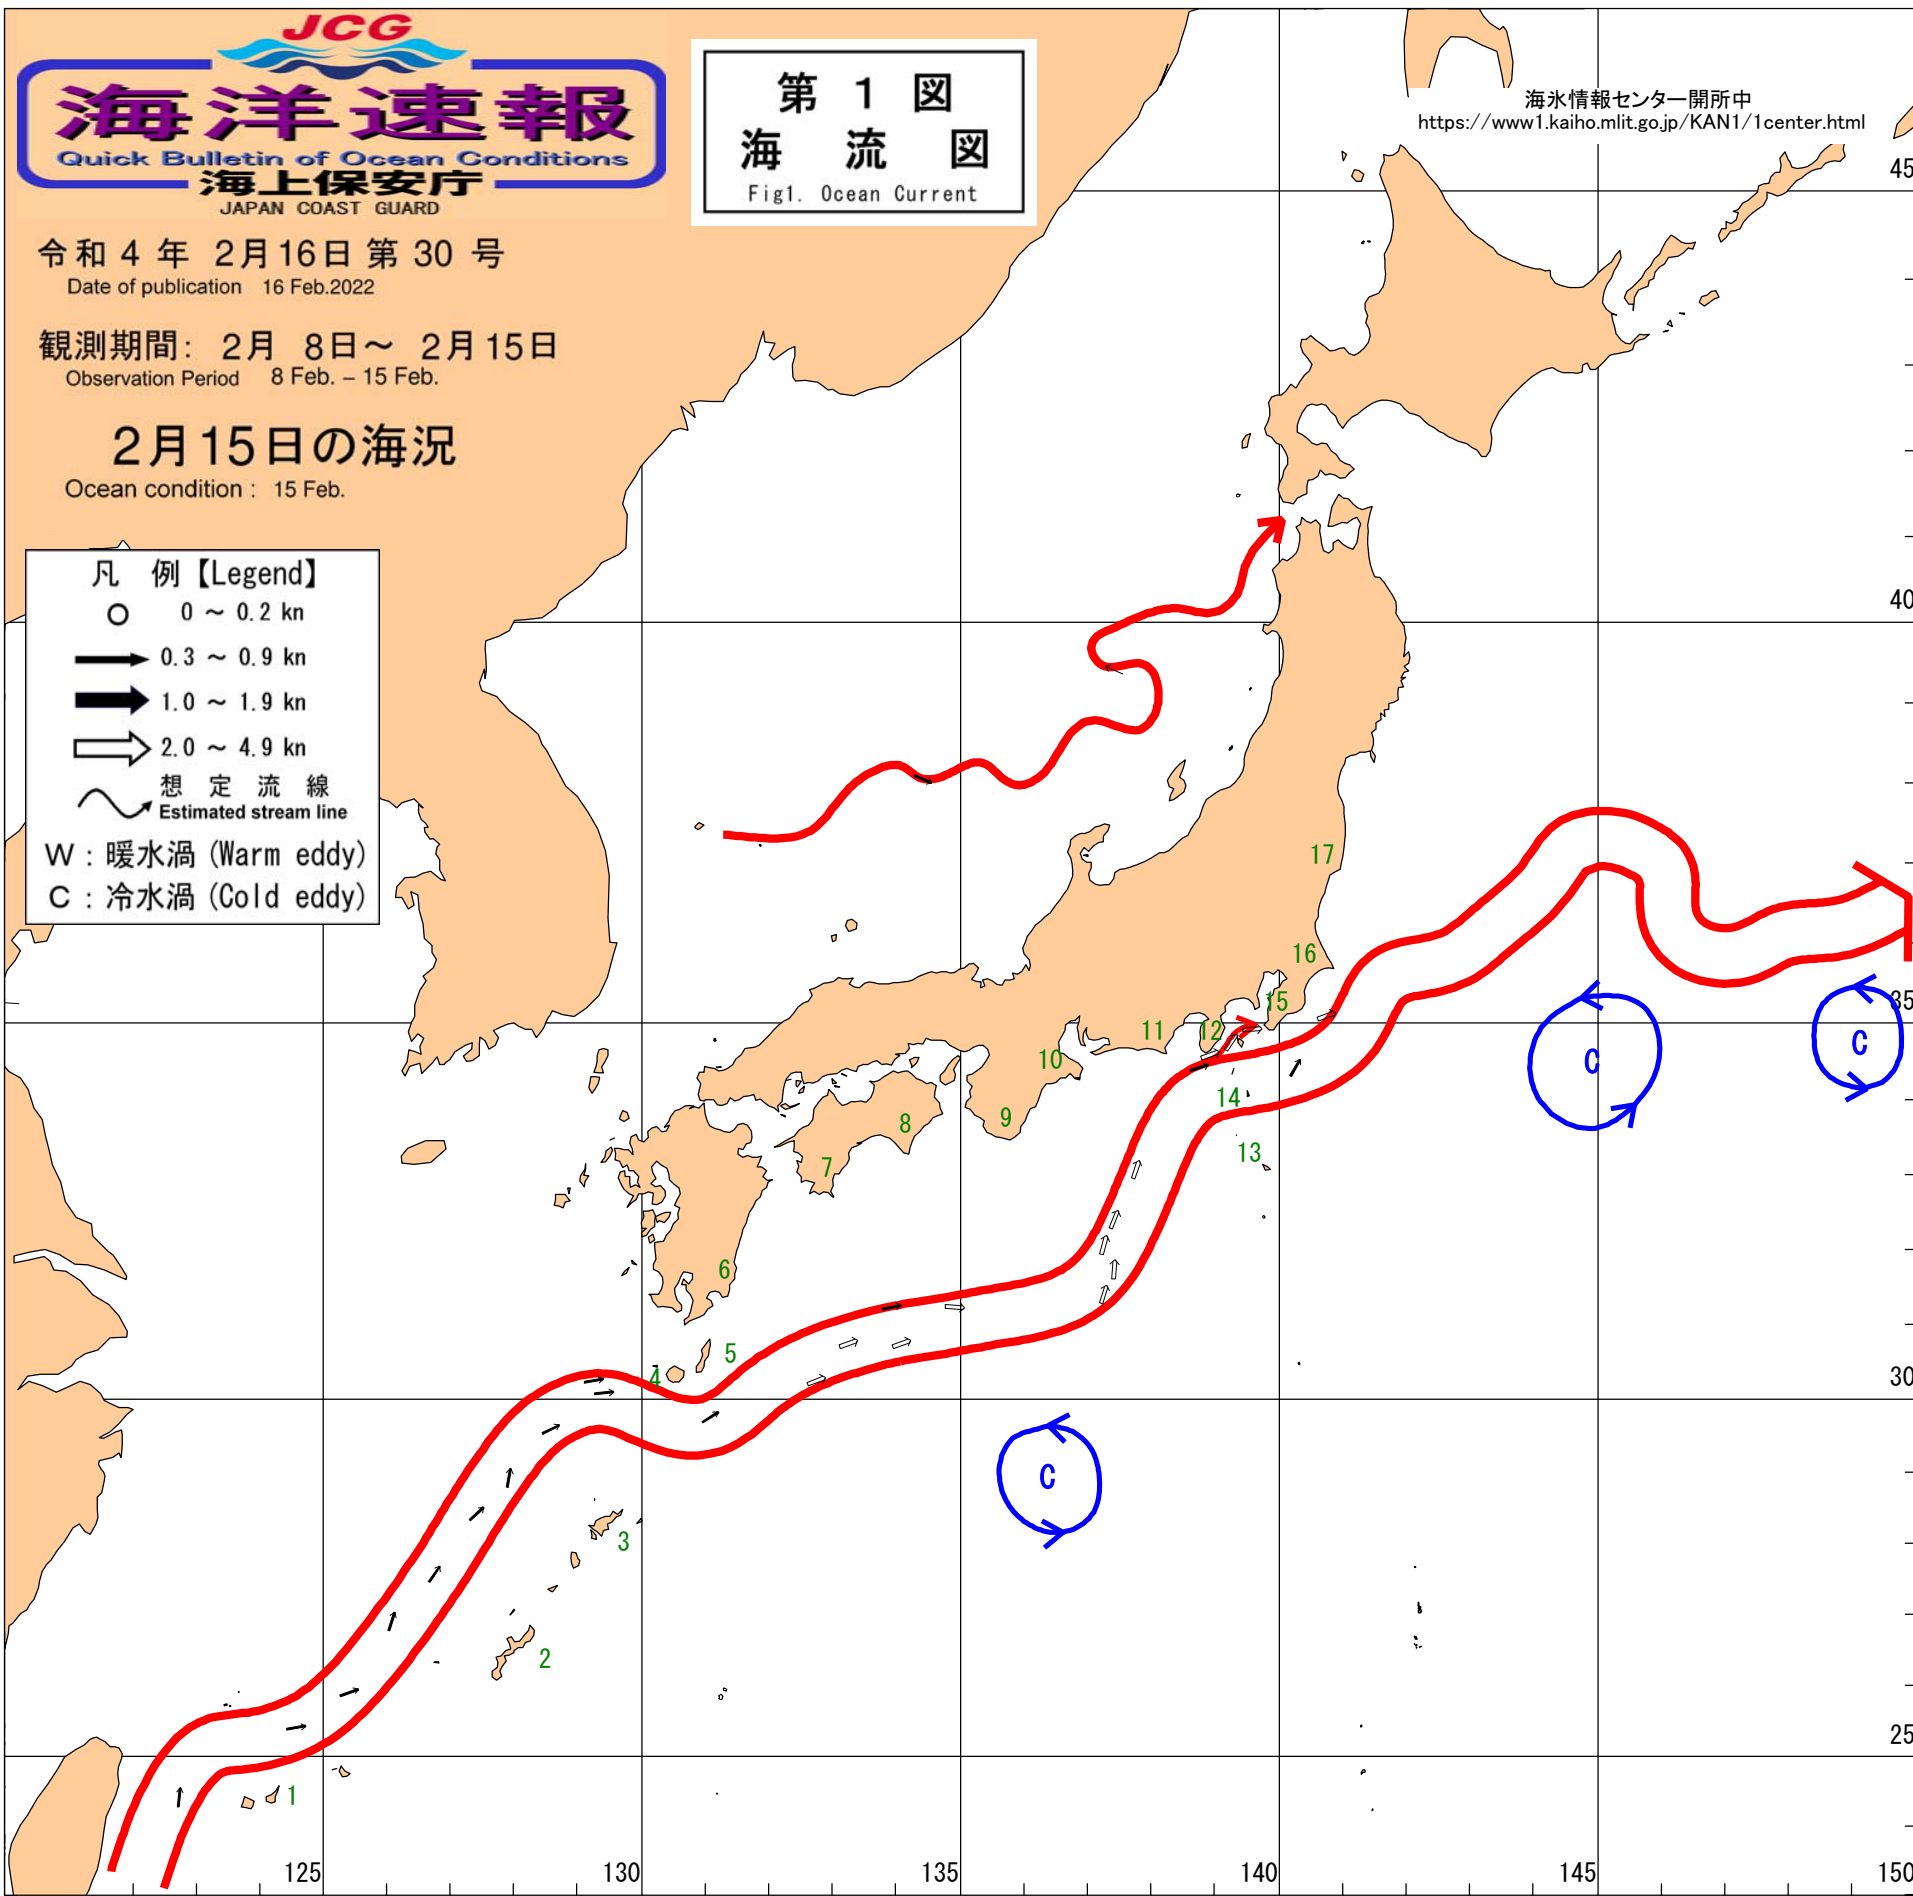 JCG
海洋速報
Quick Bulletin of Ocean Conditions
海上保安庁
JAPAN COAST GUARD
第 1 図
海 流 図
Fig1. Ocean Current
海氷情報センター開所中
https://www1.kaiho.mlit.go.jp/KAN1/1center.html
令和 4 年 2月16日 第 30 号
Date of publication 16 Feb.2022
観測期間: 2月 8日～ 2月15日
Observation Period 8 Feb. – 15 Feb.
2月15日の海況
Ocean condition : 15 Feb.
凡 例【Legend】
0 ～ 0.2 kn
0.3 ～ 0.9 kn
1.0 ～ 1.9 kn
2.0 ～ 4.9 kn
想 定 流 線
Estimated stream line
W : 暖水渦 (Warm eddy)
C : 冷水渦 (Cold eddy)
45
40
17
16
15
35
11
12
10
C
C
14
9
8
13
7
6
5
4
30
C
3
2
25
1
125
130
135
140
145
150